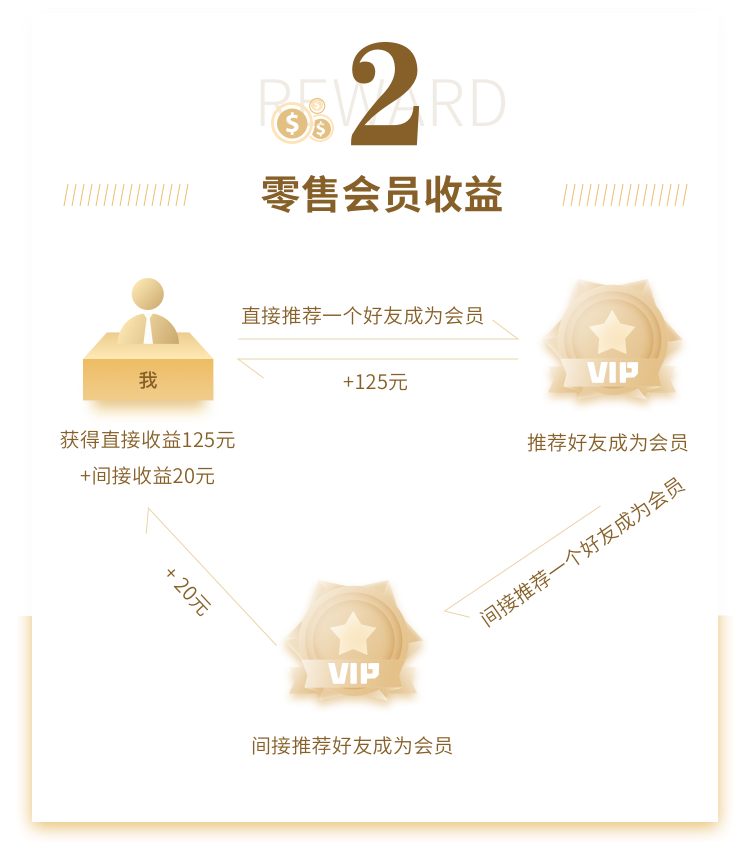 REWARD
2
零售会员收益
直接推荐一个好友成为会员
+125元
我
VIP
获得直接收益125元
+间接收益20元
推荐好友成为会员
间接推荐一个好友成为会员
+ 20元
VIP
间接推荐好友成为会员